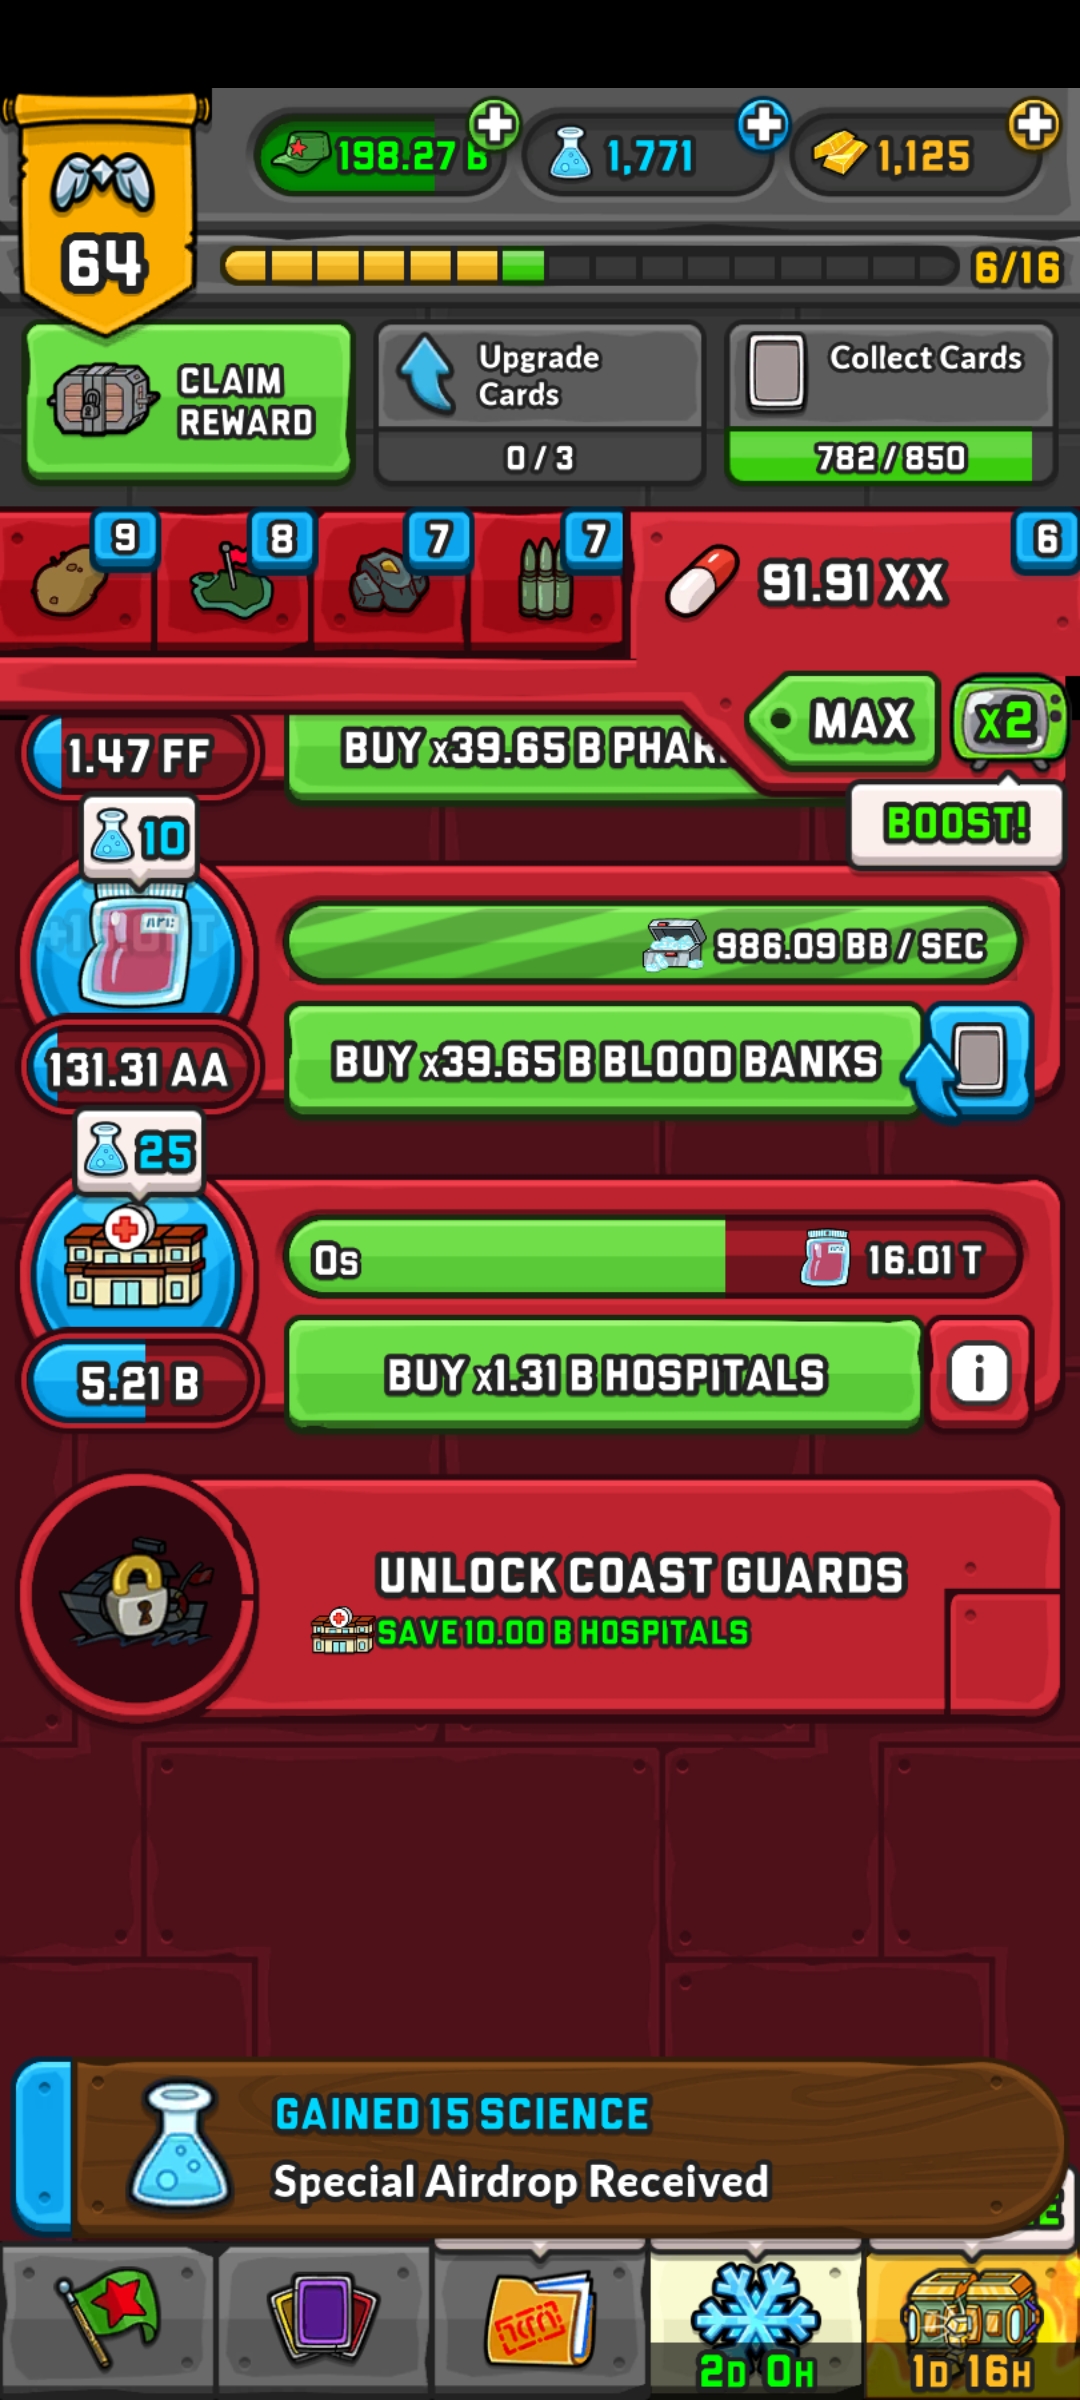 198.27 B
1,771
1,125
64
6/16
CLAIM
REWARD
Upgrade
Cards
0 / 3
Collect Cards
782 / 850
9
8
7
7
6
91.91 XX
MAX
x2
BOOST!
1.47 FF
BUY x39.65 B PHAR
10
986.09 BB / SEC
131.31 AA
BUY x39.65 B BLOOD BANKS
25
0s
16.01 T
5.21 B
BUY x1.31 B HOSPITALS
i
UNLOCK COAST GUARDS
SAVE 10.00 B HOSPITALS
GAINED 15 SCIENCE
Special Airdrop Received
2D 0H
1D 16H